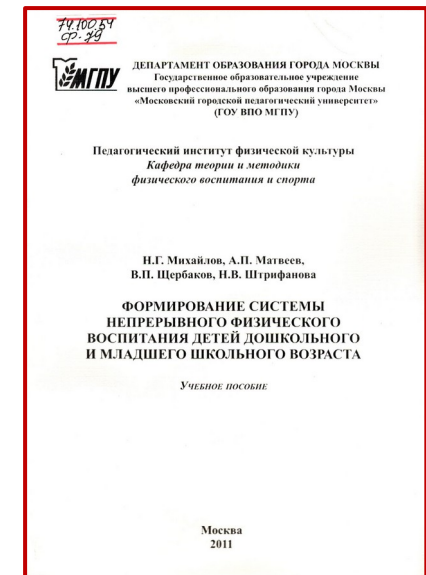 74.100.54
Ф-79
МГПУ
ДЕПАРТАМЕНТ ОБРАЗОВАНИЯ ГОРОДА МОСКВЫ
Государственное образовательное учреждение
высшего профессионального образования города Москвы
«Московский городской педагогический университет»
(ГОУ ВПО МГПУ)
Педагогический институт физической культуры
Кафедра теории и методики
физического воспитания и спорта
Н.Г. Михайлов, А.П. Матвеев,
В.П. Щербаков, Н.В. Штрифанова
ФОРМИРОВАНИЕ СИСТЕМЫ
НЕПРЕРЫВНОГО ФИЗИЧЕСКОГО
ВОСПИТАНИЯ ДЕТЕЙ ДОШКОЛЬНОГО
И МЛАДШЕГО ШКОЛЬНОГО ВОЗРАСТА
Учебное пособие
Москва
2011